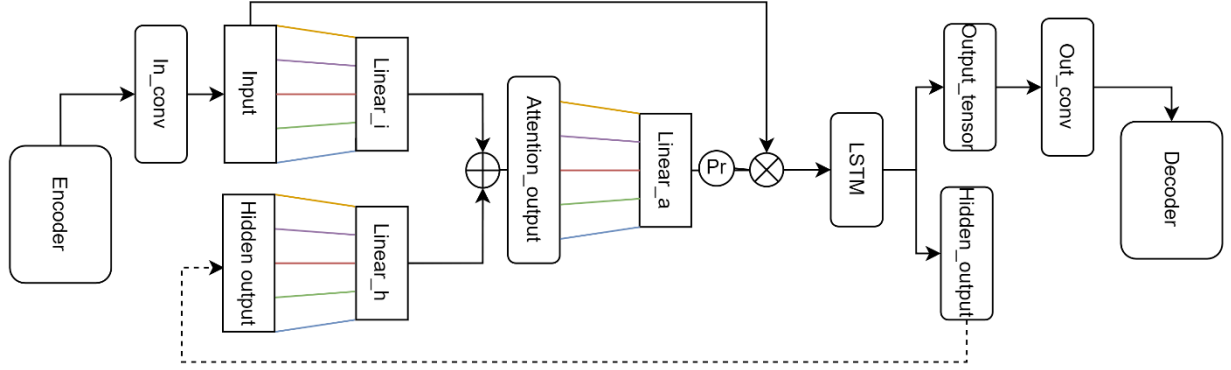 Encoder
In_conv
Input
Linear_i
Hidden output
Linear_h
Attention_output
Linear_a
Pr
LSTM
Output_tensor
Hidden_output
Out_conv
Decoder